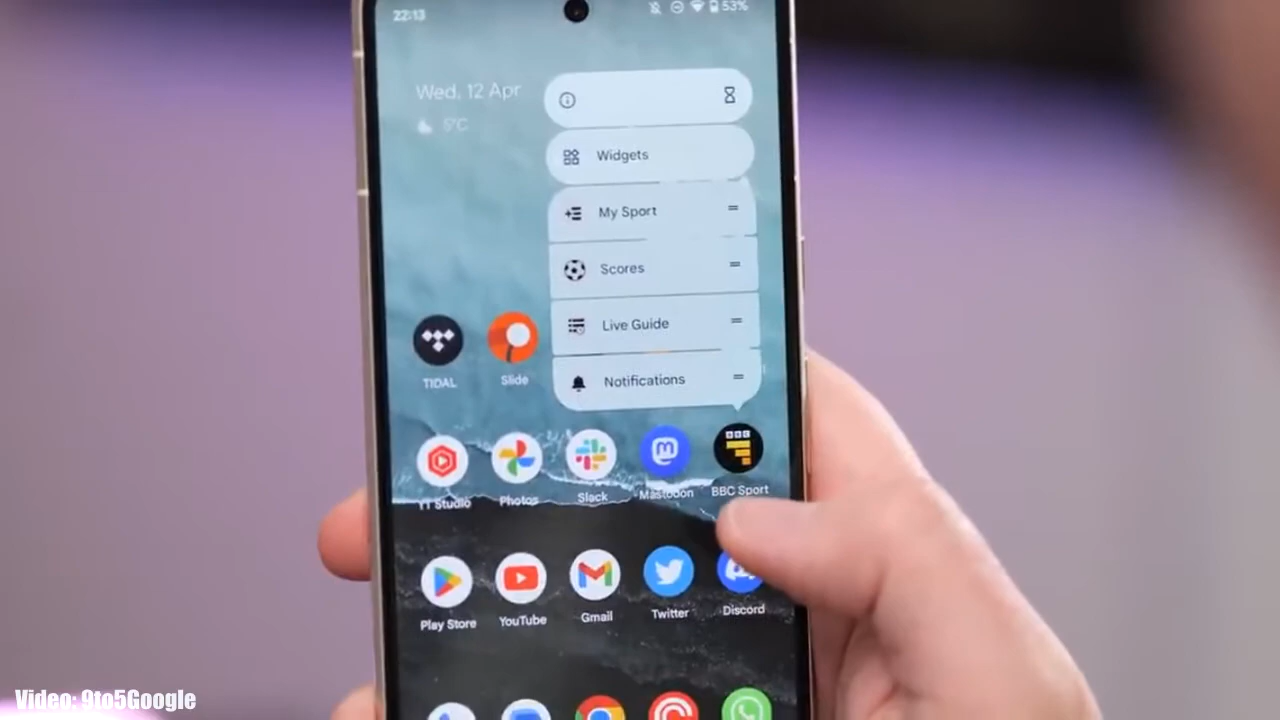 22:13
53%
Wed, 12 Apr
5°C
Widgets
My Sport
Scores
Live Guide
Notifications
TIDAL
Slide
YT Studio
Photos
Slack
Mastodon
BBC
BBC Sport
Play Store
YouTube
Gmail
Twitter
Discord
Video: 9to5Google